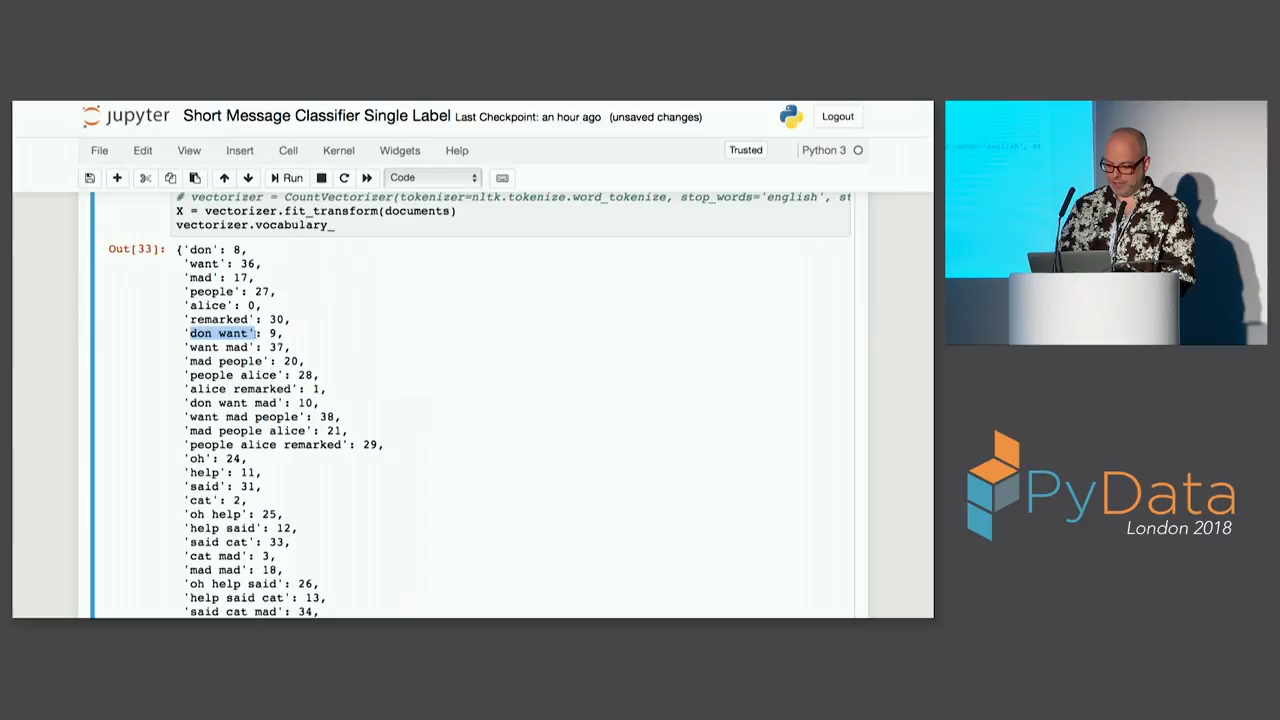 jupyter Short Message Classifier Single Label Last Checkpoint: an hour ago (unsaved changes) Logout
File Edit View Insert Cell Kernel Widgets Help Trusted Python 3
Run Code
# vectorizer = CountVectorizer(tokenizer=nltk.tokenize.word_tokenize, stop_words='english', st
X = vectorizer.fit_transform(documents)
vectorizer.vocabulary_
Out[33]: {'don': 8,
'want': 36,
'mad': 17,
'people': 27,
'alice': 0,
'remarked': 30,
'don want': 9,
'want mad': 37,
'mad people': 20,
'people alice': 28,
'alice remarked': 1,
'don want mad': 10,
'want mad people': 38,
'mad people alice': 21,
'people alice remarked': 29,
'oh': 24,
'help': 11,
'said': 31,
'cat': 2,
'oh help': 25,
'help said': 12,
'said cat': 33,
'cat mad': 3,
'mad mad': 18,
'oh help said': 26,
'help said cat': 13,
'said cat mad': 34,
PyData
London 2018